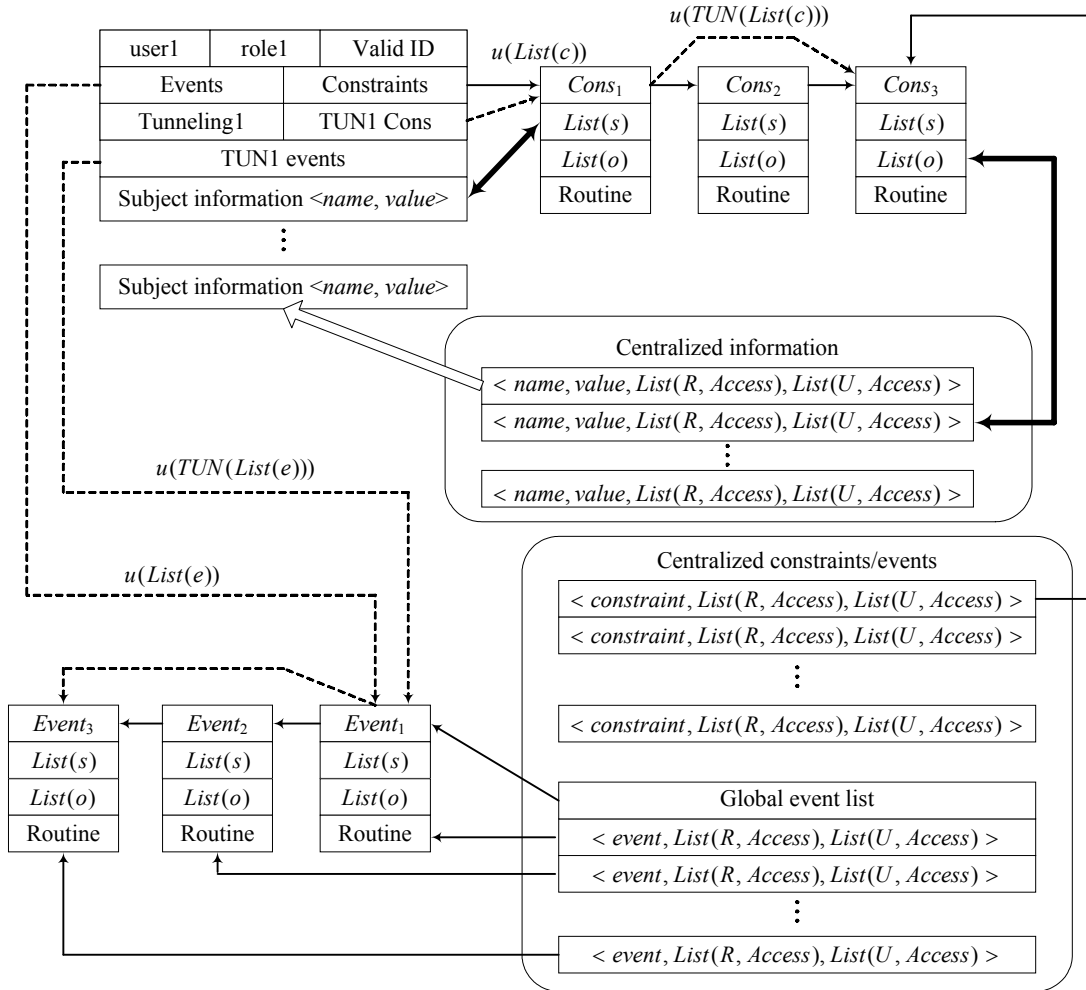 u(TUN(List(c)))
user1 role1 Valid ID
u(List(c))
Events Constraints
Cons1 Cons2 Cons3
Tunneling1 TUN1 Cons
List(s) List(s) List(s)
TUN1 events
List(o) List(o) List(o)
Subject information <name, value>
Routine Routine Routine
Subject information <name, value>
Centralized information
< name, value, List(R, Access), List(U, Access) >
< name, value, List(R, Access), List(U, Access) >
u(TUN(List(e)))
< name, value, List(R, Access), List(U, Access) >
Centralized constraints/events
u(List(e))
< constraint, List(R, Access), List(U, Access) >
< constraint, List(R, Access), List(U, Access) >
< constraint, List(R, Access), List(U, Access) >
Event3 Event2 Event1
List(s) List(s) List(s)
List(o) List(o) List(o)
Routine Routine Routine
Global event list
< event, List(R, Access), List(U, Access) >
< event, List(R, Access), List(U, Access) >
< event, List(R, Access), List(U, Access) >